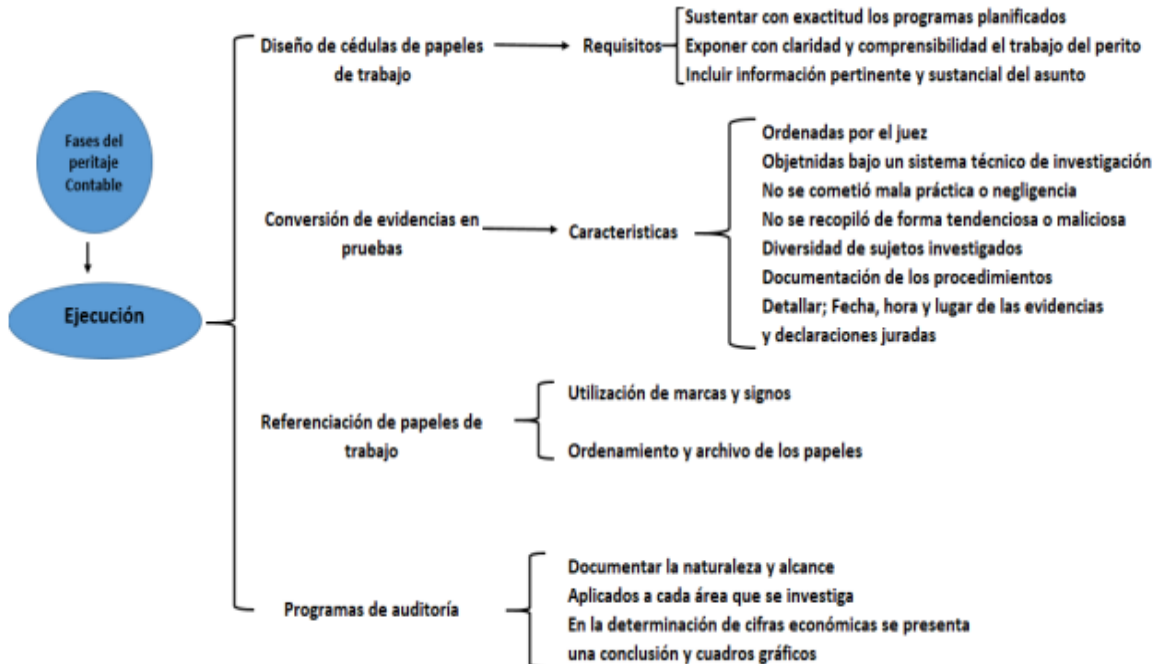 Fases del
peritaje
Contable
Ejecución
Diseño de cédulas de papeles
de trabajo
Requisitos
Sustentar con exactitud los programas planificados
Exponer con claridad y comprensibilidad el trabajo del perito
Incluir información pertinente y sustancial del asunto
Conversión de evidencias en
pruebas
Caracteristicas
Ordenadas por el juez
Objetnidas bajo un sistema técnico de investigación
No se cometió mala práctica o negligencia
No se recopiló de forma tendenciosa o maliciosa
Diversidad de sujetos investigados
Documentación de los procedimientos
Detallar; Fecha, hora y lugar de las evidencias
y declaraciones juradas
Referenciación de papeles de
trabajo
Utilización de marcas y signos
Ordenamiento y archivo de los papeles
Programas de auditoría
Documentar la naturaleza y alcance
Aplicados a cada área que se investiga
En la determinación de cifras económicas se presenta
una conclusión y cuadros gráficos